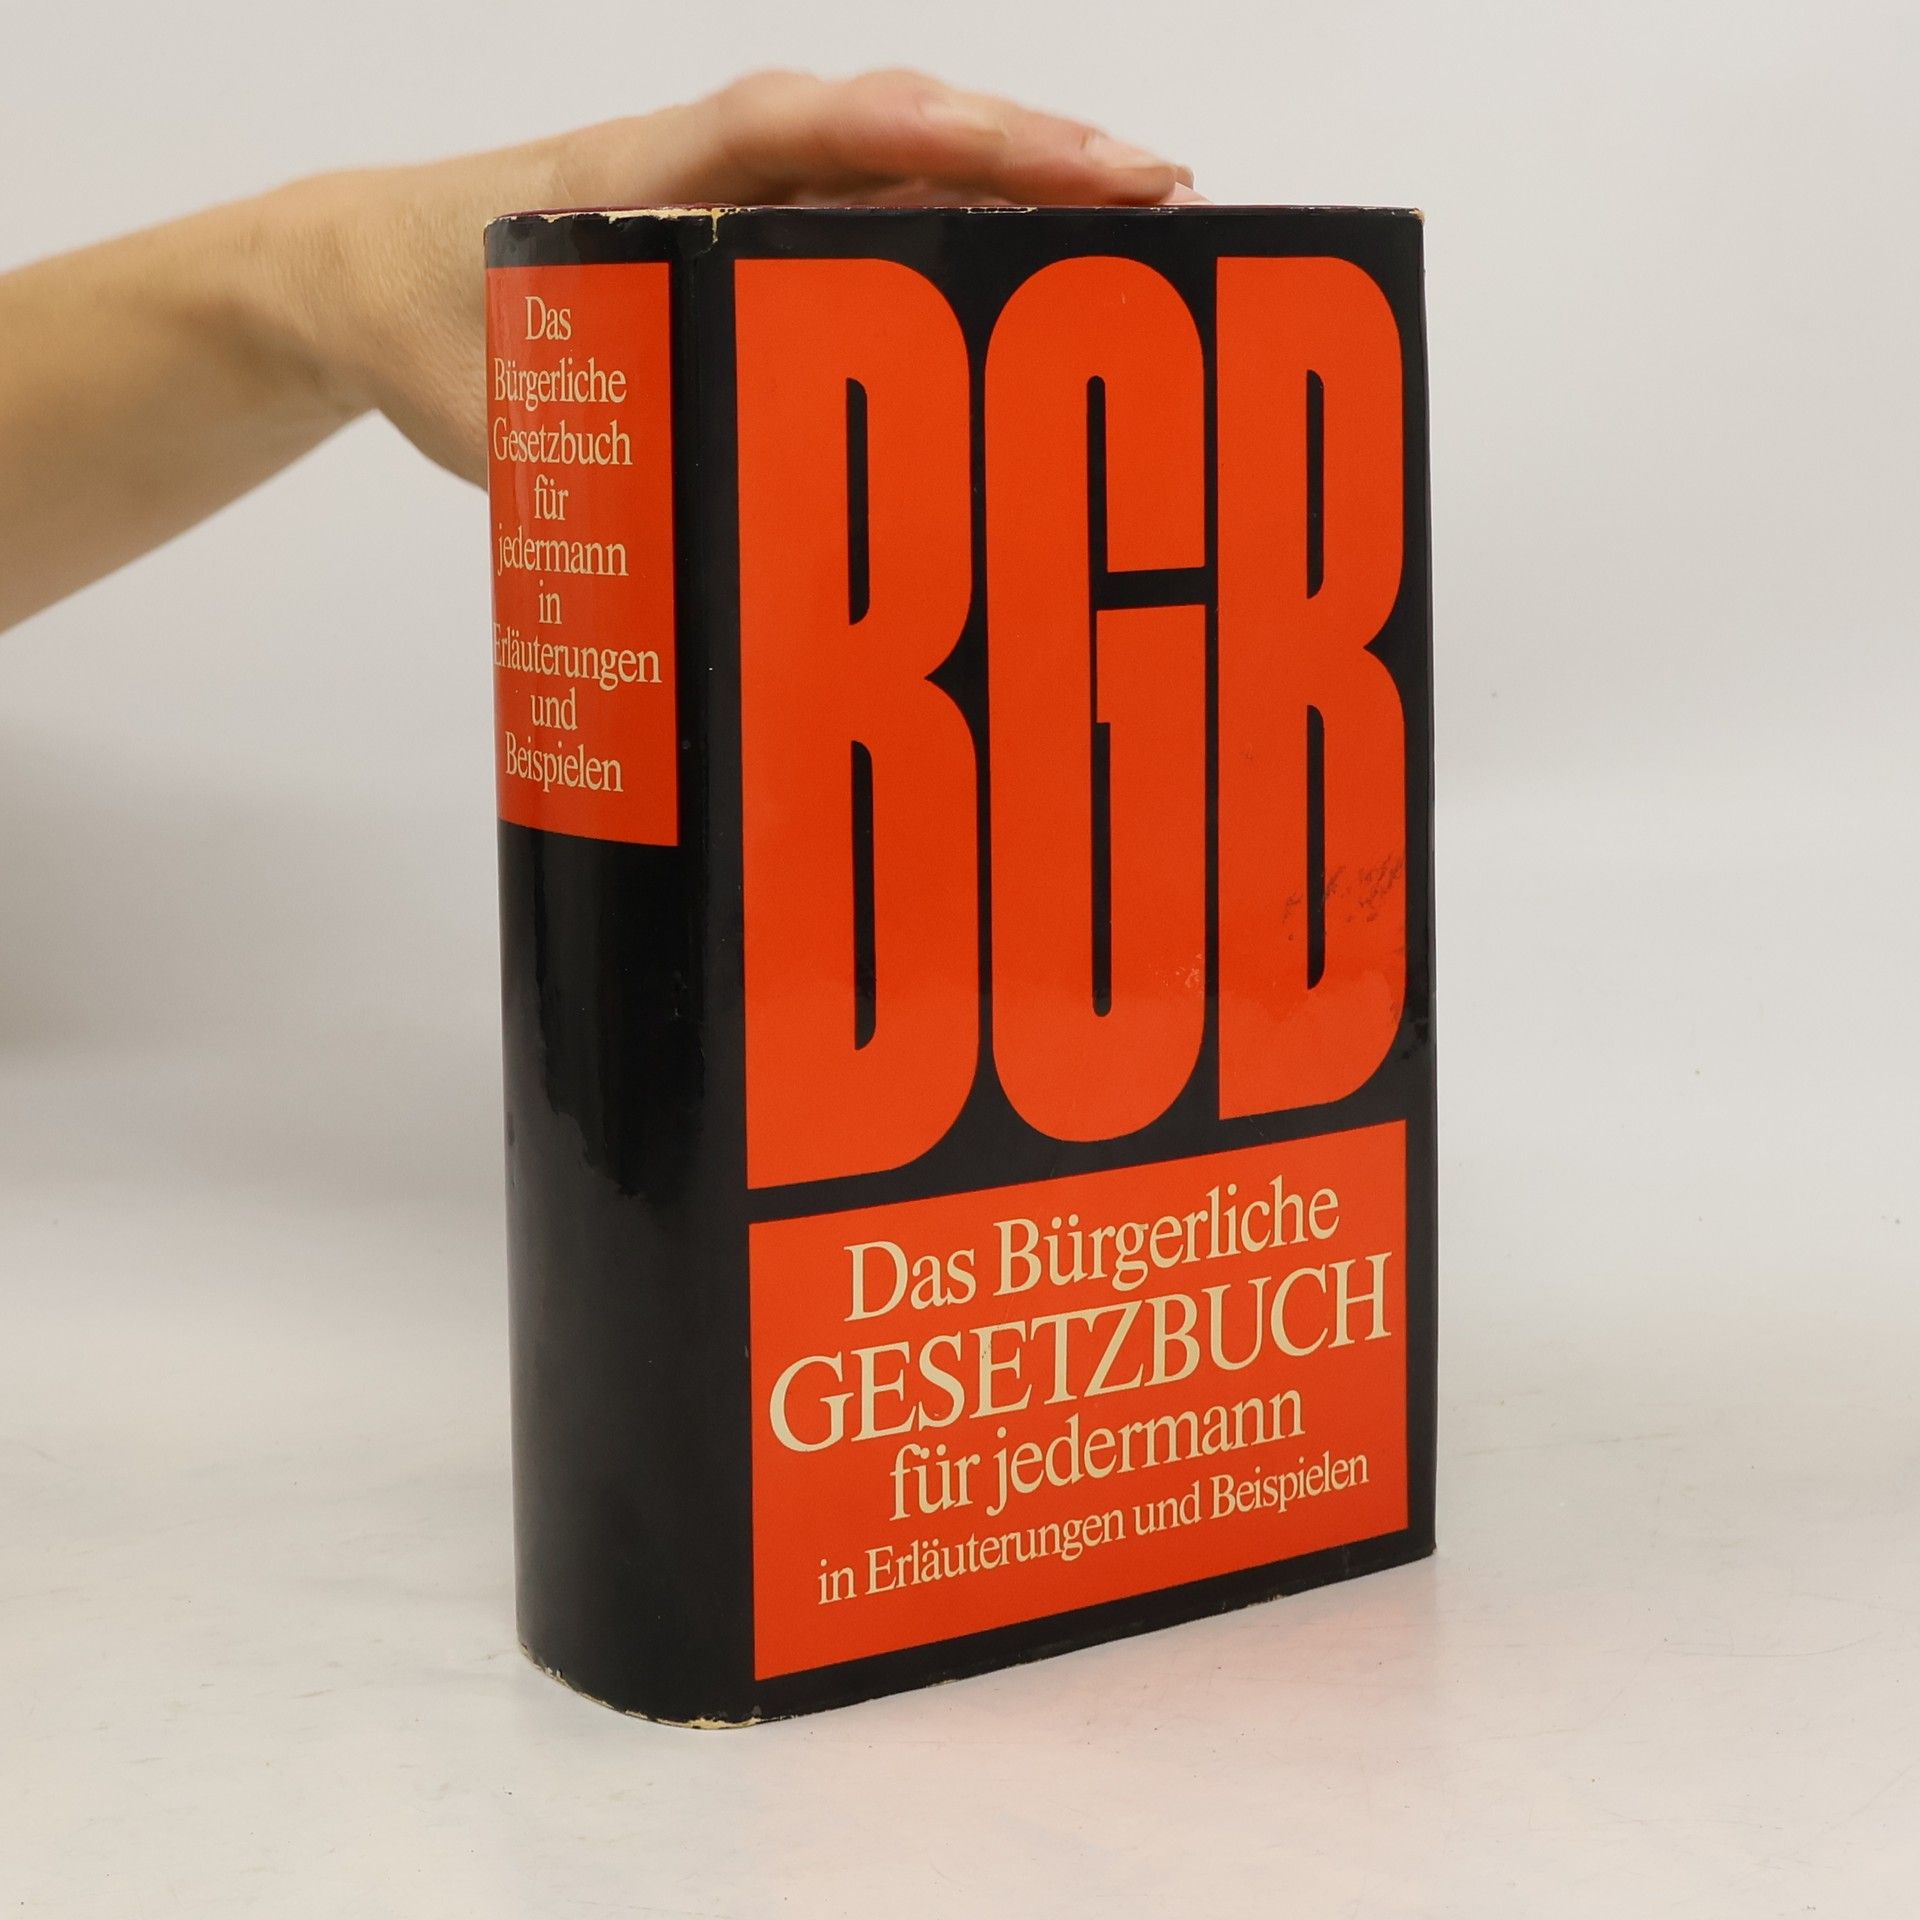 Das
Bürgerliche
Gesetzbuch
für
jedermann
in
Erläuterungen
und
Beispielen
BGB
Das Bürgerliche
GESETZBUCH
für jedermann
in Erläuterungen und Beispielen